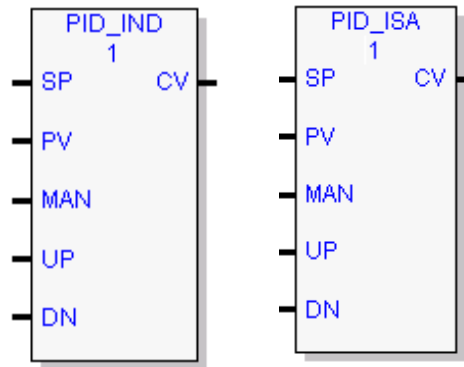 PID_IND
1
SP CV
PV
MAN
UP
DN
PID_ISA
1
SP CV
PV
MAN
UP
DN